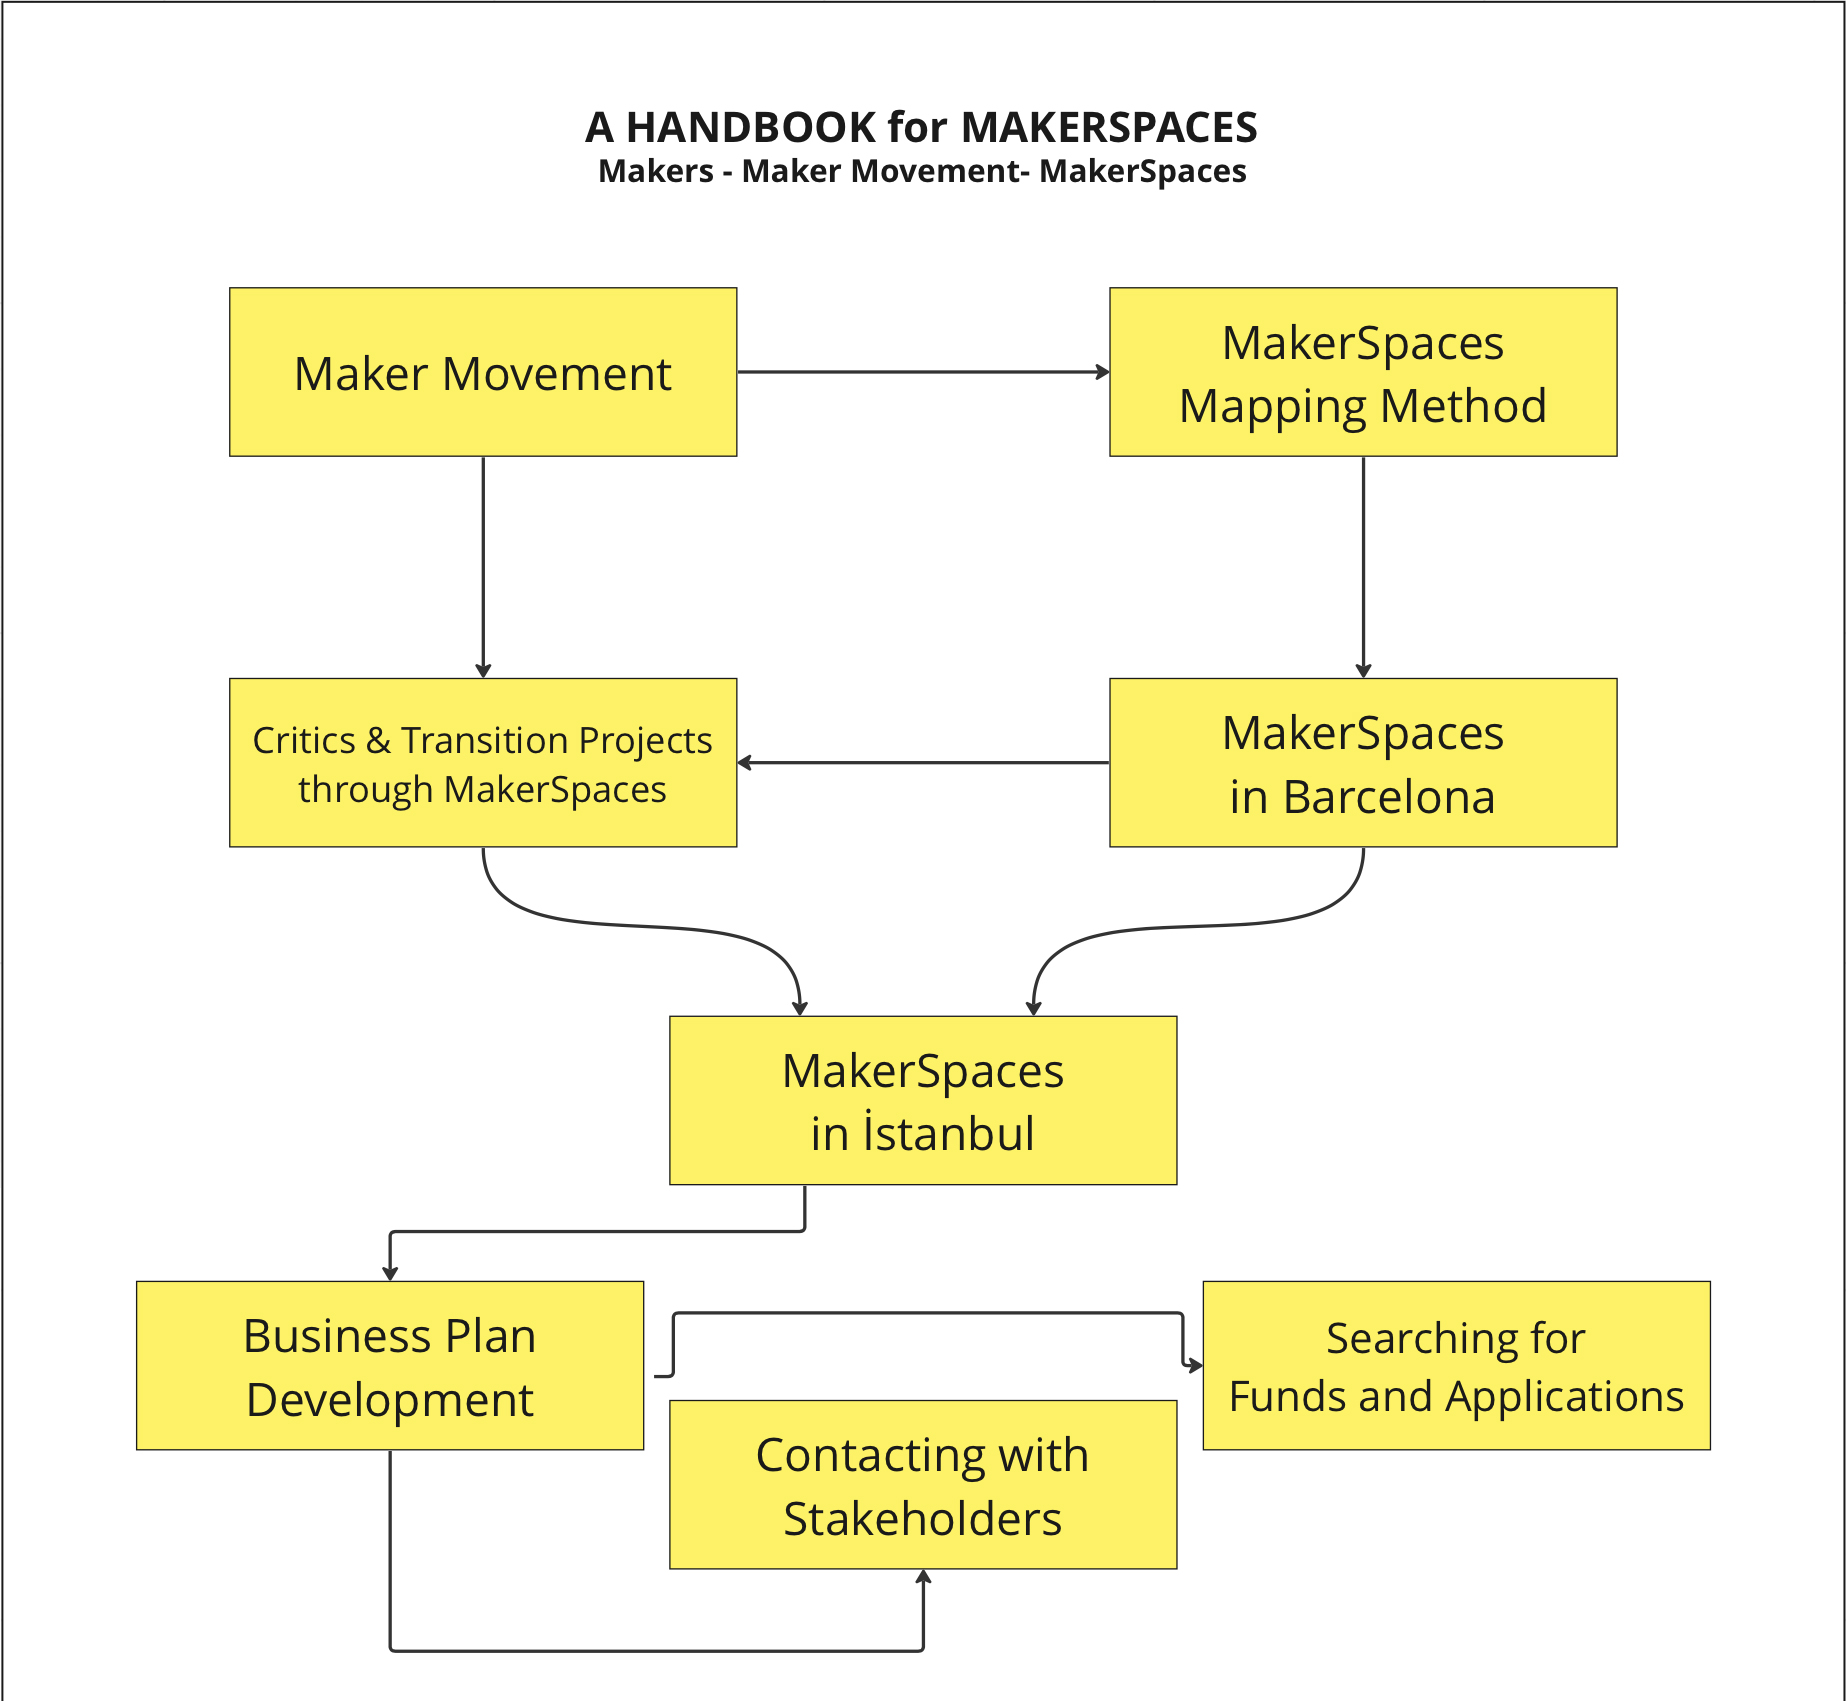 A HANDBOOK for MAKERSPACES
Makers - Maker Movement- MakerSpaces
Maker Movement
MakerSpaces
Mapping Method
Critics & Transition Projects
through MakerSpaces
MakerSpaces
in Barcelona
MakerSpaces
in İstanbul
Business Plan
Development
Searching for
Funds and Applications
Contacting with
Stakeholders